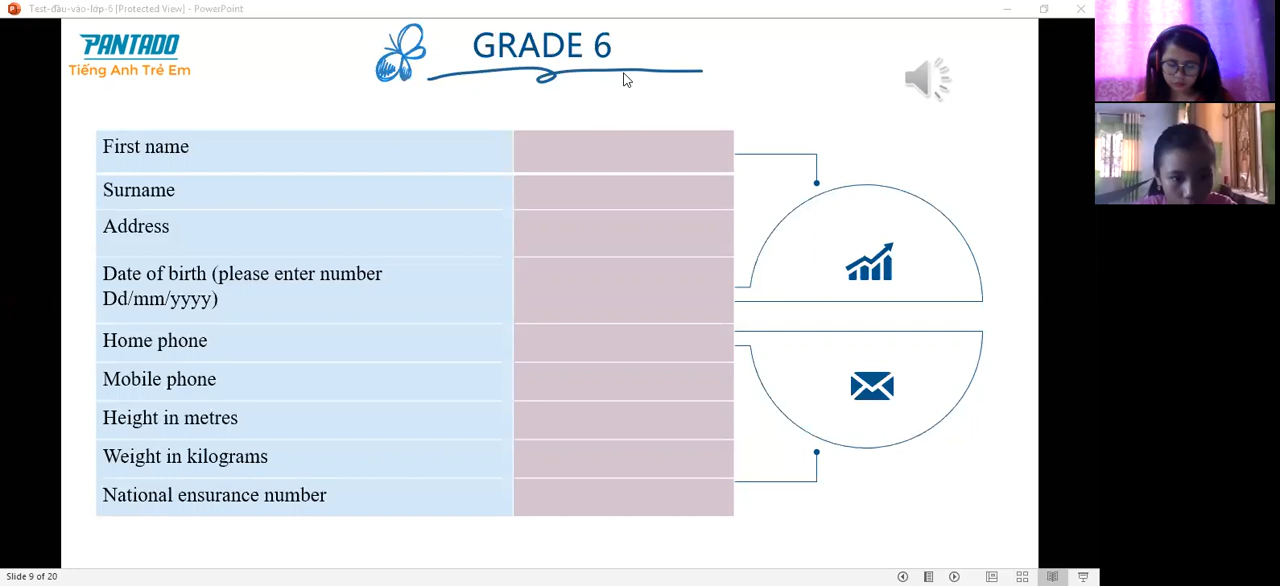 Test-đầu-vào-lớp-6 [Protected View] - PowerPoint
PANTADO
Tiếng Anh Trẻ Em
GRADE 6
First name
Surname
Address
Date of birth (please enter number
Dd/mm/yyyy)
Home phone
Mobile phone
Height in metres
Weight in kilograms
National ensurance number
Slide 9 of 20